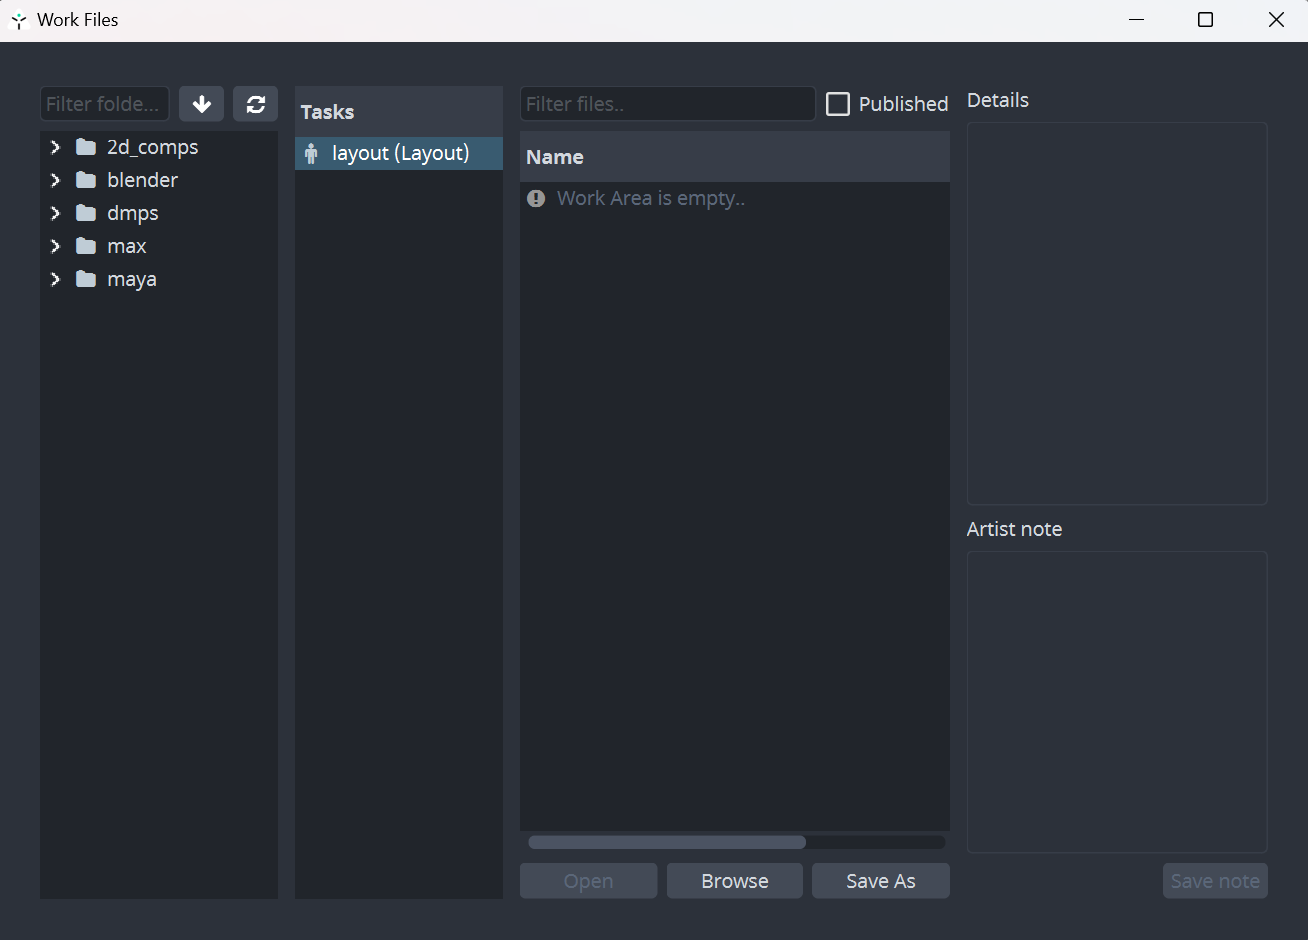 Work Files
Filter folde...
Tasks
Filter files..
Published
Details
2d_comps
blender
dmps
max
maya
layout (Layout)
Name
Work Area is empty..
Artist note
Open
Browse
Save As
Save note